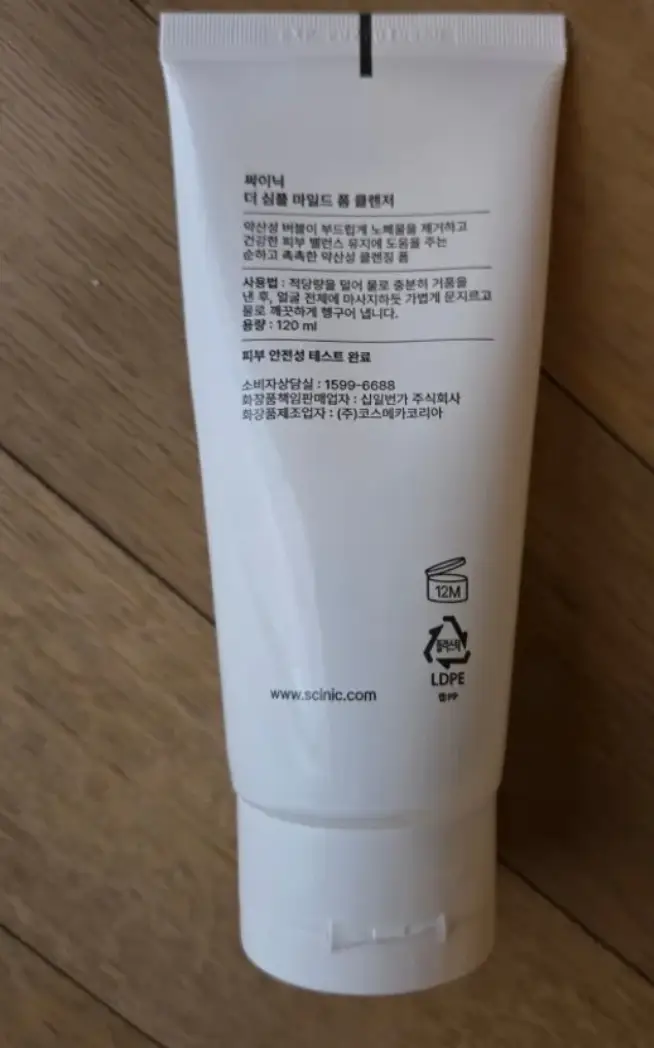 싸이닉
더 심플 마일드 폼 클렌저
약산성 버블이 부드럽게 노폐물을 제거하고
건강한 피부 밸런스 유지에 도움을 주는
순하고 촉촉한 약산성 클렌징 폼
사용법 : 적당량을 덜어 물로 충분히 거품을
낸 후, 얼굴 전체에 마사지하듯 가볍게 문지르고
물로 깨끗하게 헹구어 냅니다.
용량 : 120 ml
피부 안전성 테스트 완료
소비자상담실 : 1599-6688
화장품책임판매업자 : 십일번가 주식회사
화장품제조업자 : (주)코스메카코리아
12M
플라스틱
LDPE
캡PP
www.scinic.com